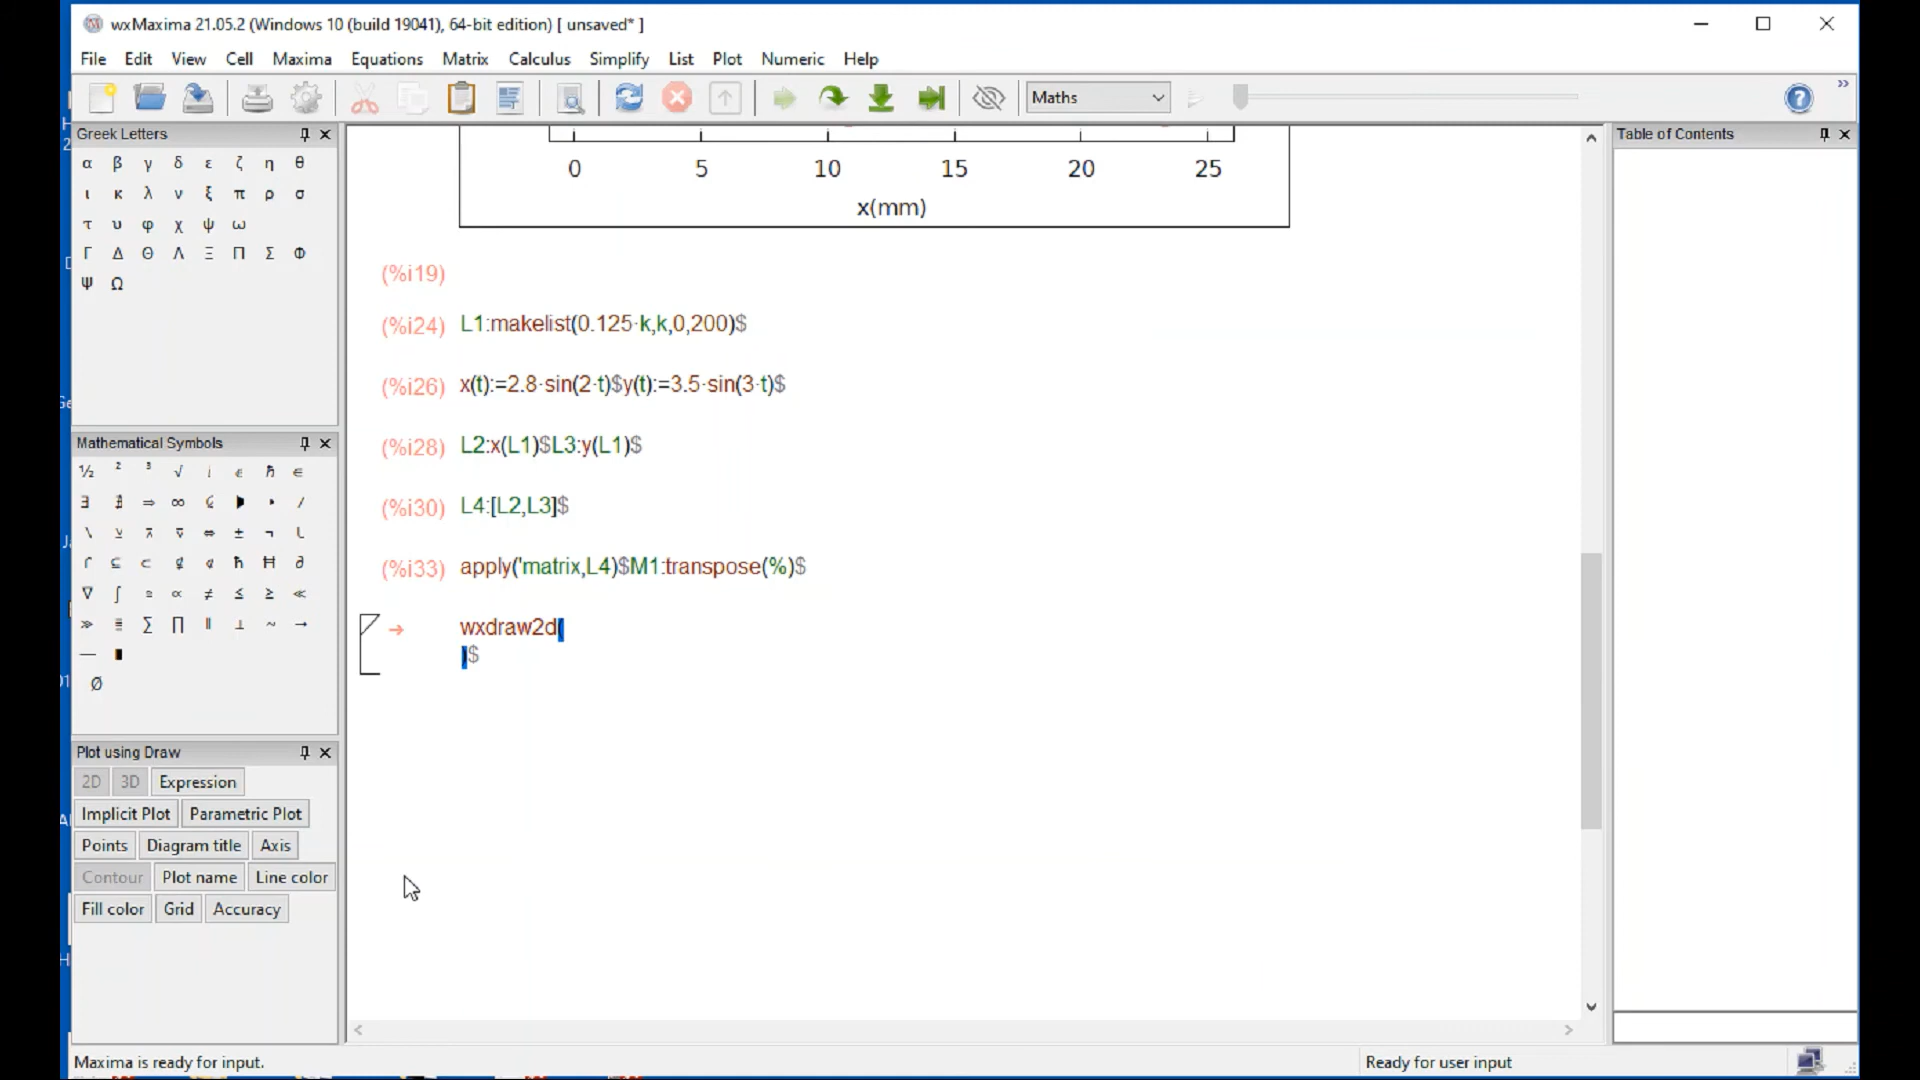 wxMaxima 21.05.2 (Windows 10 (build 19041), 64-bit edition) [ unsaved* ]
File Edit View Cell Maxima Equations Matrix Calculus Simplify List Plot Numeric Help
Maths
Greek Letters
α β γ δ ε ζ η θ
ι κ λ ν ξ π ρ σ
τ υ φ χ ψ ω
Γ Δ Θ Λ Ξ Π Σ Φ
Ψ Ω
Mathematical Symbols
½ ² ³ √ ℏ ∈
∃ ∄ ⇒ ∞ /
\ ⇔ ± ¬
⊆ ⊂ ħ Ħ ∂
∇ ∫ ∝ ≠ ≤ ≥ ≪
≫ ∑ ∏ ∥ ⊥ ~ →
Ø
Plot using Draw
2D 3D Expression
Implicit Plot Parametric Plot
Points Diagram title Axis
Contour Plot name Line color
Fill color Grid Accuracy
0 5 10 15 20 25
x(mm)
(%i19)
(%i24) L1:makelist(0.125·k,k,0,200)$
(%i26) x(t):=2.8·sin(2·t)$y(t):=3.5·sin(3·t)$
(%i28) L2:x(L1)$L3:y(L1)$
(%i30) L4:[L2,L3]$
(%i33) apply('matrix,L4)$M1:transpose(%)$
→ wxdraw2d(
)$
Table of Contents
Maxima is ready for input.
Ready for user input